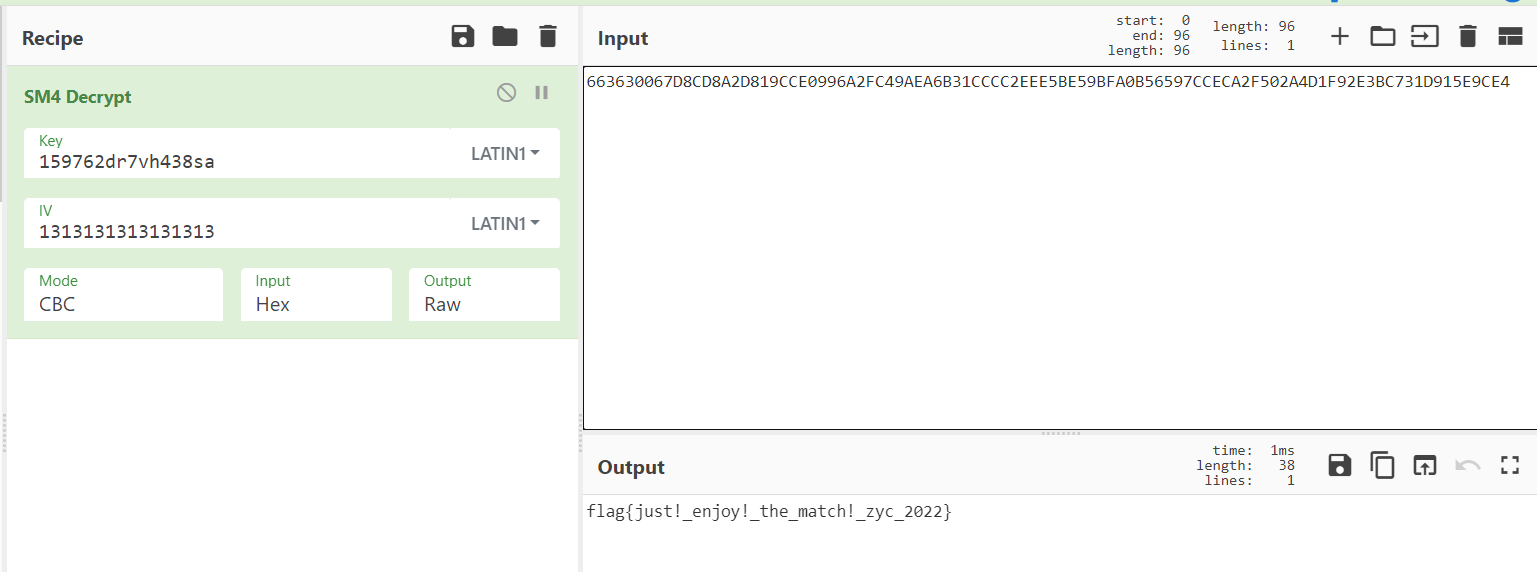 Recipe
SM4 Decrypt
Key
159762dr7vh438sa
LATIN1
IV
1313131313131313
LATIN1
Mode
CBC
Input
Hex
Output
Raw
Input
start: 0
end: 96
length: 96
length: 96
lines: 1
663630067D8CD8A2D819CCE0996A2FC49AEA6B31CCCC2EEE5BE59BFA0B56597CCECA2F502A4D1F92E3BC731D915E9CE4
Output
time: 1ms
length: 38
lines: 1
flag{just!_enjoy!_the_match!_zyc_2022}